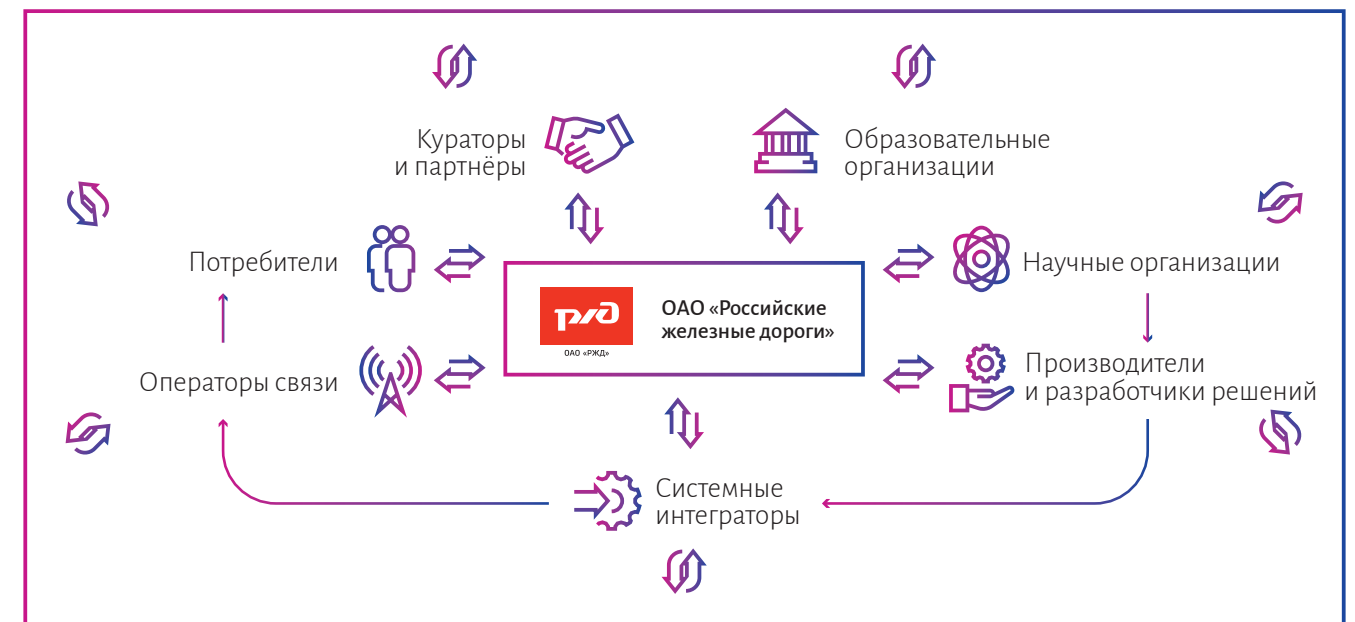 Кураторы
и партнёры
Образовательные
организации
Потребители
Научные организации
ОАО «Российские
железные дороги»
ржд
ОАО «РЖД»
Операторы связи
Производители
и разработчики решений
Системные
интеграторы